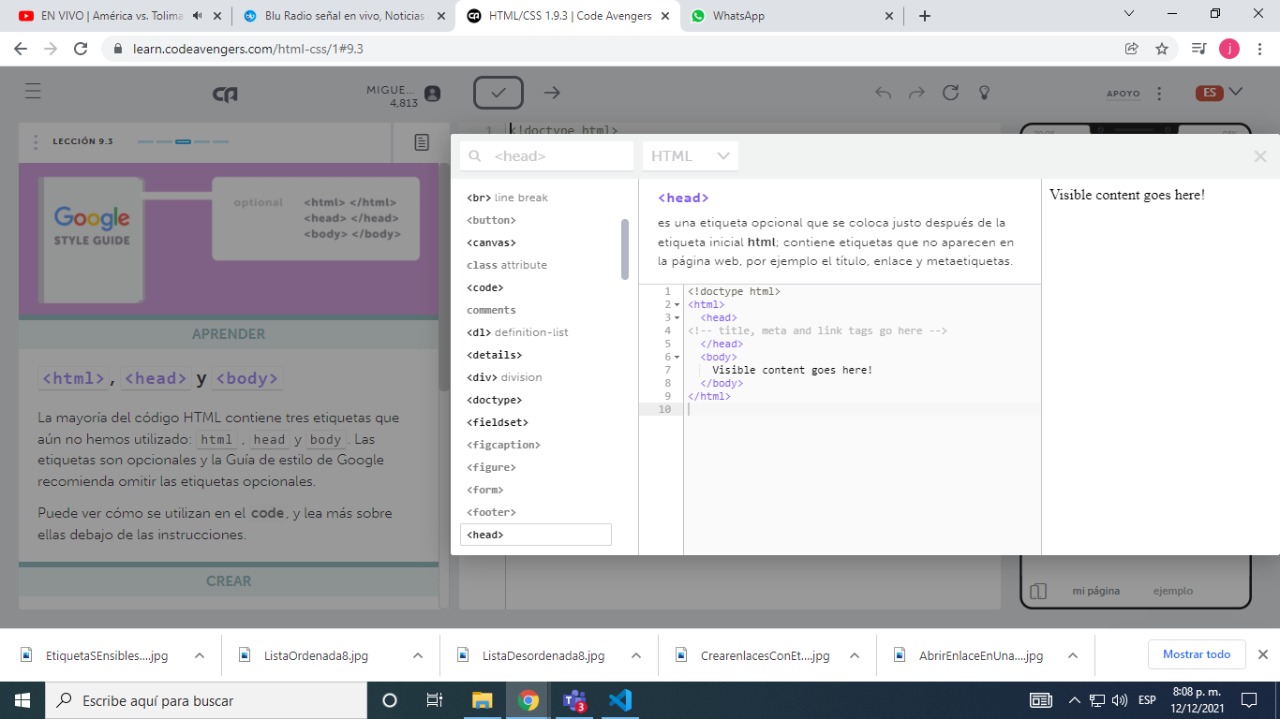 EN VIVO | América vs. Tolima
Blu Radio señal en vivo, Noticias
HTML/CSS 1.9.3 | Code Avengers
WhatsApp
learn.codeavengers.com/html-css/1#9.3
j
MIGUE...
4,813
APOYO
ES
LECCIÓN 9.3
1 <!doctype html>
Google
STYLE GUIDE
optional <html> </html>
<head> </head>
<body> </body>
APRENDER
<html>, <head> y <body>
La mayoría del código HTML contiene tres etiquetas que
aún no hemos utilizado: html , head y body . Las
etiquetas son opcionales y la Guía de estilo de Google
recomienda omitir las etiquetas opcionales.
Puede ver cómo se utilizan en el code, y lea más sobre
ellas debajo de las instrucciones.
CREAR
<head>
HTML
<br> line break
<button>
<canvas>
class attribute
<code>
comments
<dl> definition-list
<details>
<div> division
<doctype>
<fieldset>
<figcaption>
<figure>
<form>
<footer>
<head>
<head>
es una etiqueta opcional que se coloca justo después de la
etiqueta inicial html; contiene etiquetas que no aparecen en
la página web, por ejemplo el título, enlace y metaetiquetas.
1 <!doctype html>
2 <html>
3 <head>
4 <!-- title, meta and link tags go here -->
5 </head>
6 <body>
7 Visible content goes here!
8 </body>
9 </html>
10
Visible content goes here!
mi página
ejemplo
EtiquetaSEnsibles....jpg
ListaOrdenada8.jpg
ListaDesordenada8.jpg
CrearenlacesConEt....jpg
AbrirEnlaceEnUna....jpg
Mostrar todo
Escribe aquí para buscar
3
ESP
8:08 p. m.
12/12/2021